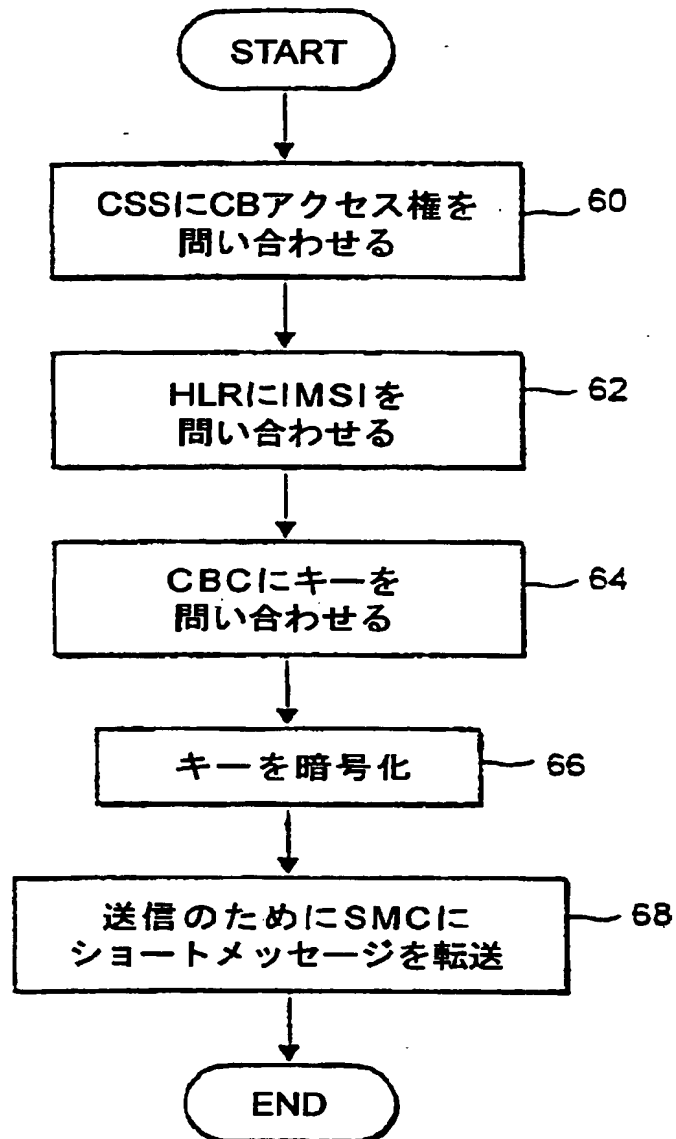 START
CSSにCBアクセス権を
問い合わせる
60
HLRにIMSIを
問い合わせる
62
CBCにキーを
問い合わせる
64
キーを暗号化
66
送信のためにSMCに
ショートメッセージを転送
68
END